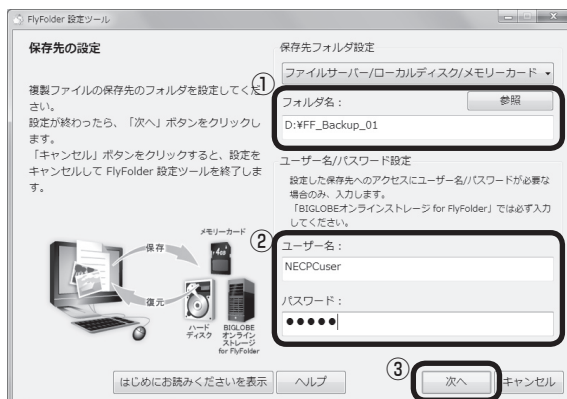 FlyFolder 設定ツール
保存先の設定
複製ファイルの保存先のフォルダを設定してください。
さい。
設定が終わったら、「次へ」ボタンをクリックし
ます。
「キャンセル」ボタンをクリックすると、設定を
キャンセルして FlyFolder 設定ツールを終了しま
す。
メモリーカード
4GB
保存
復元
ハード
ディスク
BIGLOBE
オンライン
ストレージ
for FlyFolder
保存先フォルダ設定
ファイルサーバー/ローカルディスク/メモリーカード
①
フォルダ名：
参照
D:¥FF_Backup_01
ユーザー名/パスワード設定
設定した保存先へのアクセスにユーザー名/パスワードが必要な
場合のみ、入力します。
「BIGLOBEオンラインストレージ for FlyFolder」では必ず入力
してください。
②
ユーザー名：
NECPCuser
パスワード：
●●●●●
③
はじめにお読みくださいを表示
ヘルプ
次へ
キャンセル